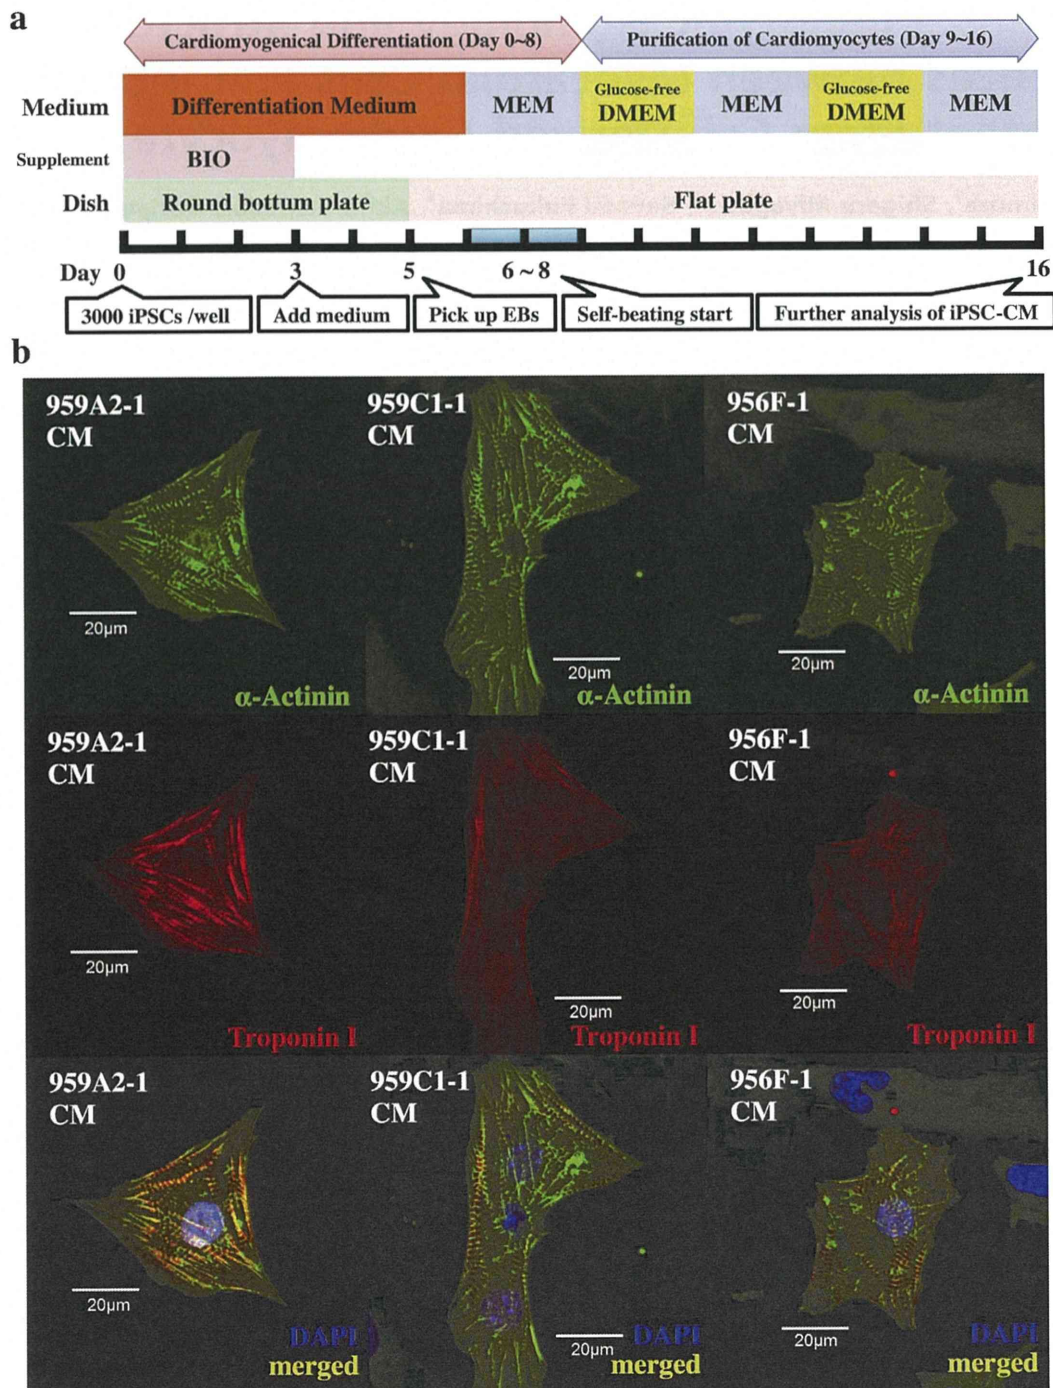 a
Cardiomyogenical Differentiation (Day 0~8)
Purification of Cardiomyocytes (Day 9~16)
Medium
Differentiation Medium
MEM
Glucose-free
DMEM
MEM
Glucose-free
DMEM
MEM
Supplement
BIO
Dish
Round bottum plate
Flat plate
Day 0 3 5 6 ~ 8 16
3000 iPSCs /well
Add medium
Pick up EBs
Self-beating start
Further analysis of iPSC-CM
b
959A2-1
CM
20μm
α-Actinin
959C1-1
CM
20μm
α-Actinin
956F-1
CM
20μm
α-Actinin
959A2-1
CM
20μm
Troponin I
959C1-1
CM
20μm
Troponin I
956F-1
CM
20μm
Troponin I
959A2-1
CM
20μm
DAPI
merged
959C1-1
CM
20μm
DAPI
merged
956F-1
CM
20μm
DAPI
merged